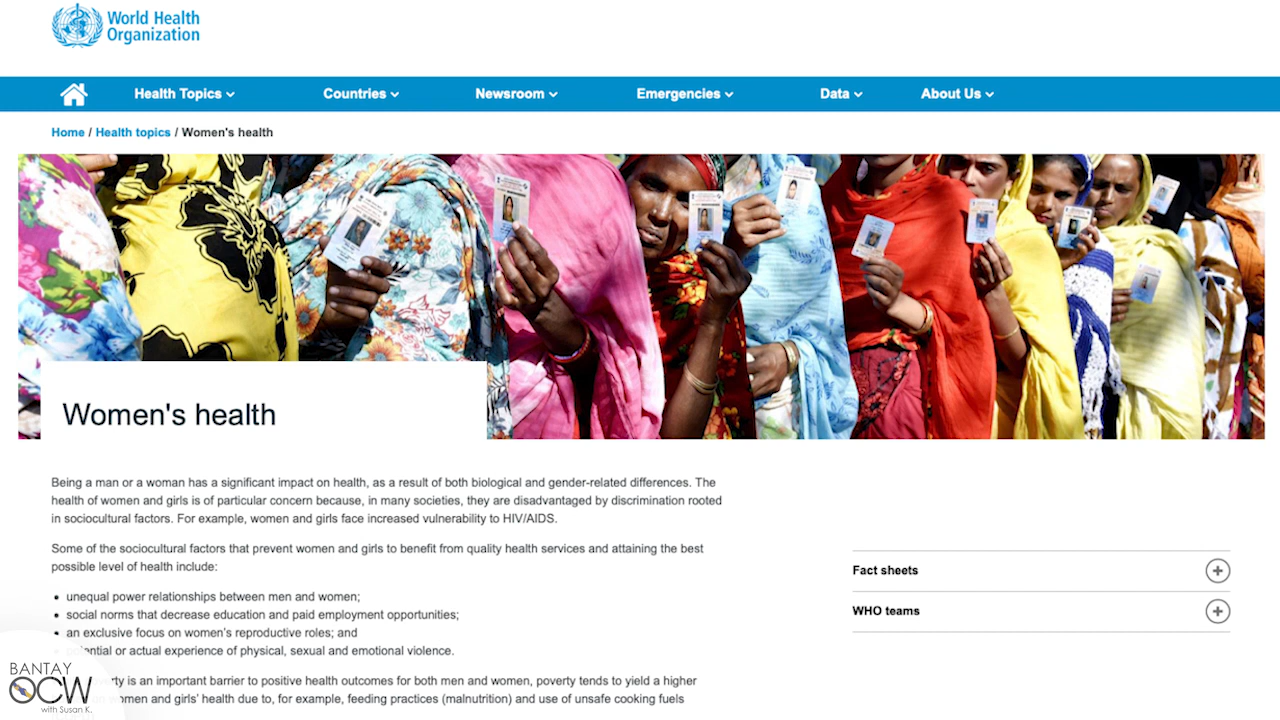 World Health
Organization
Health Topics
Countries
Newsroom
Emergencies
Data
About Us
Home / Health topics / Women's health
Women's health
Being a man or a woman has a significant impact on health, as a result of both biological and gender-related differences. The
health of women and girls is of particular concern because, in many societies, they are disadvantaged by discrimination rooted
in sociocultural factors. For example, women and girls face increased vulnerability to HIV/AIDS.
Some of the sociocultural factors that prevent women and girls to benefit from quality health services and attaining the best
possible level of health include:
• unequal power relationships between men and women;
• social norms that decrease education and paid employment opportunities;
• an exclusive focus on women's reproductive roles; and
• potential or actual experience of physical, sexual and emotional violence.
is an important barrier to positive health outcomes for both men and women, poverty tends to yield a higher
women and girls' health due to, for example, feeding practices (malnutrition) and use of unsafe cooking fuels
Fact sheets
WHO teams
BANTAY
OCW
with Susan K.